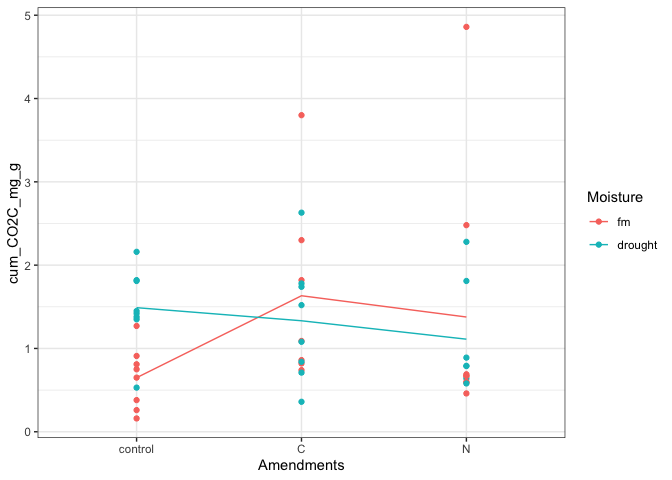 5
4
3
2
1
0
cum_CO2C_mg_g
control
C
N
Amendments
Moisture
fm
drought